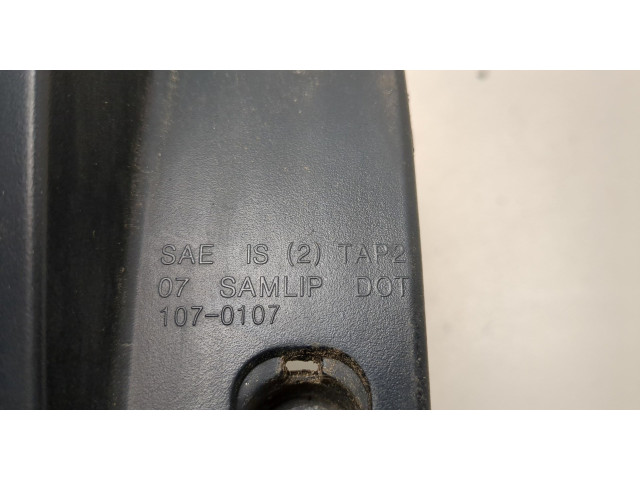 SAE IS (2) TAP2
07 SAMLIP DOT
107-0107